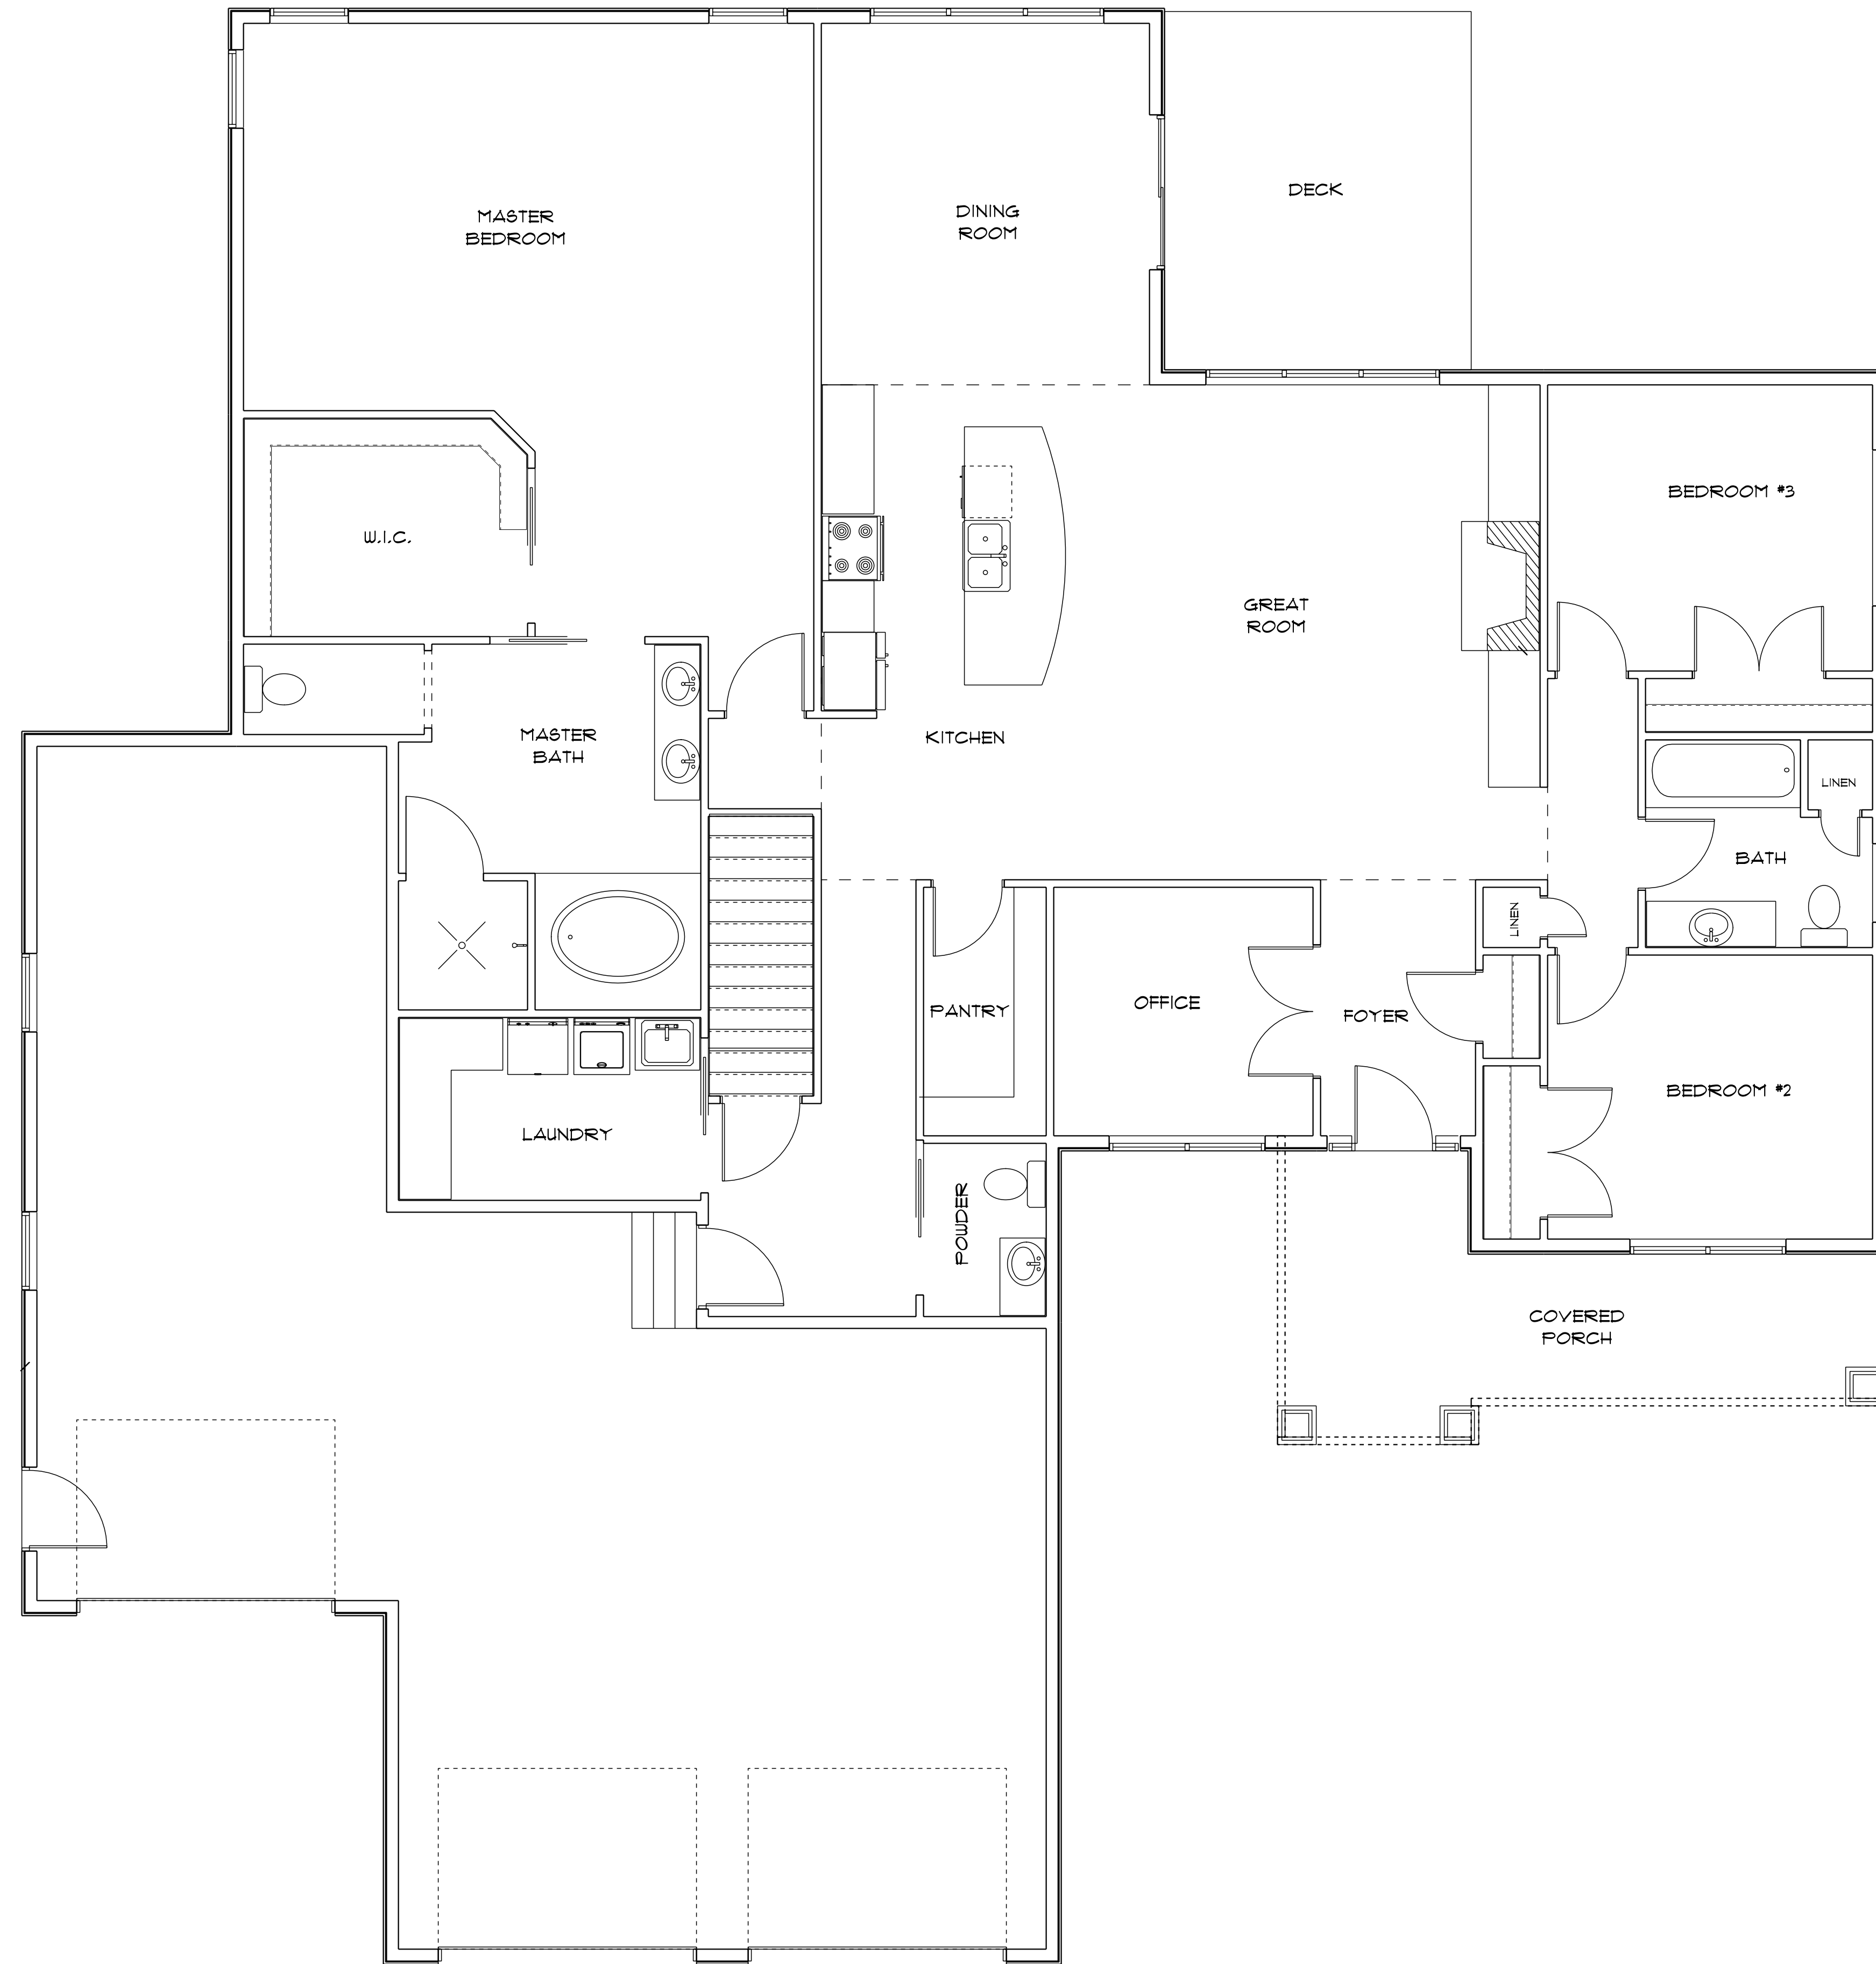 MASTER
BEDROOM
DINING
ROOM
DECK
W.I.C.
BEDROOM #3
GREAT
ROOM
MASTER
BATH
KITCHEN
LINEN
BATH
LINEN
PANTRY
OFFICE
FOYER
BEDROOM #2
LAUNDRY
POWDER
COVERED
PORCH